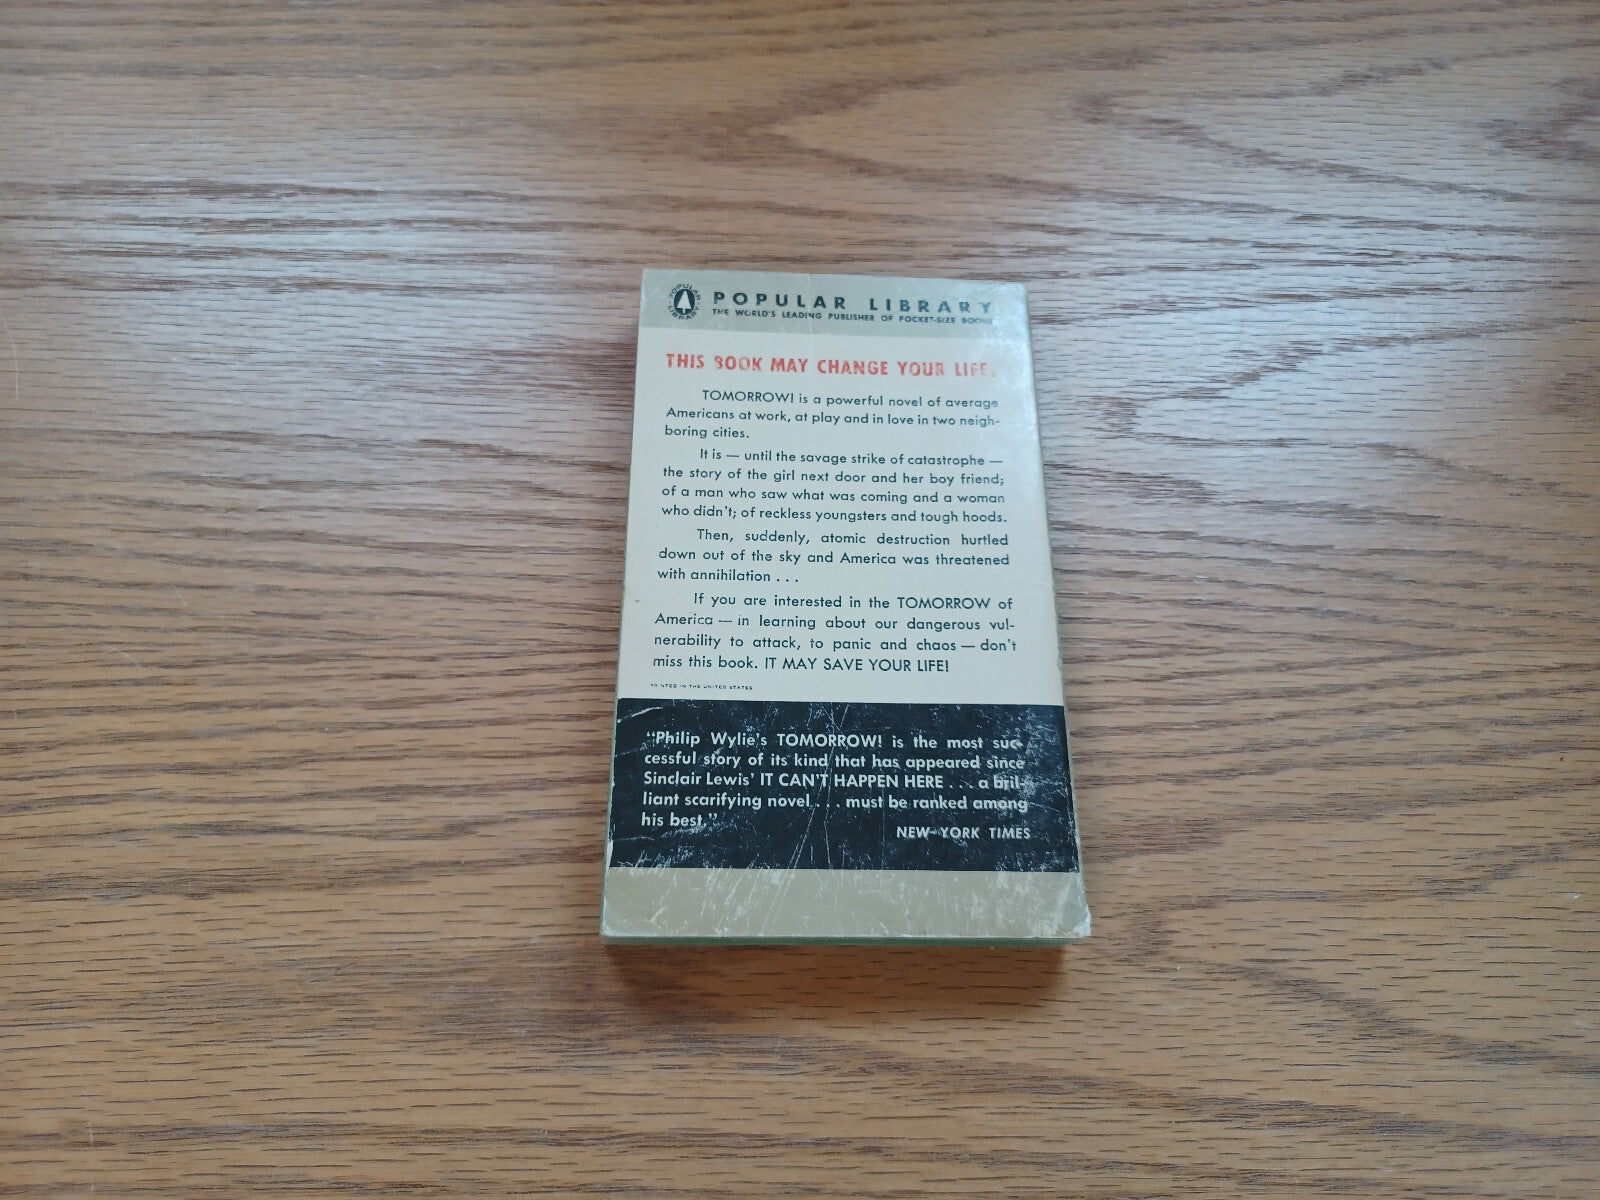 POPULAR LIBRARY
POPULAR LIBRARY
THE WORLD'S LEADING PUBLISHER OF POCKET-SIZE BOOKS
THIS BOOK MAY CHANGE YOUR LIFE.
TOMORROW! is a powerful novel of average
Americans at work, at play and in love in two neigh-
boring cities.
It is — until the savage strike of catastrophe —
the story of the girl next door and her boy friend;
of a man who saw what was coming and a woman
who didn't; of reckless youngsters and tough hoods.
Then, suddenly, atomic destruction hurtled
down out of the sky and America was threatened
with annihilation . . .
If you are interested in the TOMORROW of
America — in learning about our dangerous vul-
nerability to attack, to panic and chaos — don't
miss this book. IT MAY SAVE YOUR LIFE!
PRINTED IN THE UNITED STATES
"Philip Wylie's TOMORROW! is the most suc-
cessful story of its kind that has appeared since
Sinclair Lewis' IT CAN'T HAPPEN HERE . . . a bril-
liant scarifying novel . . . must be ranked among
his best."
NEW YORK TIMES